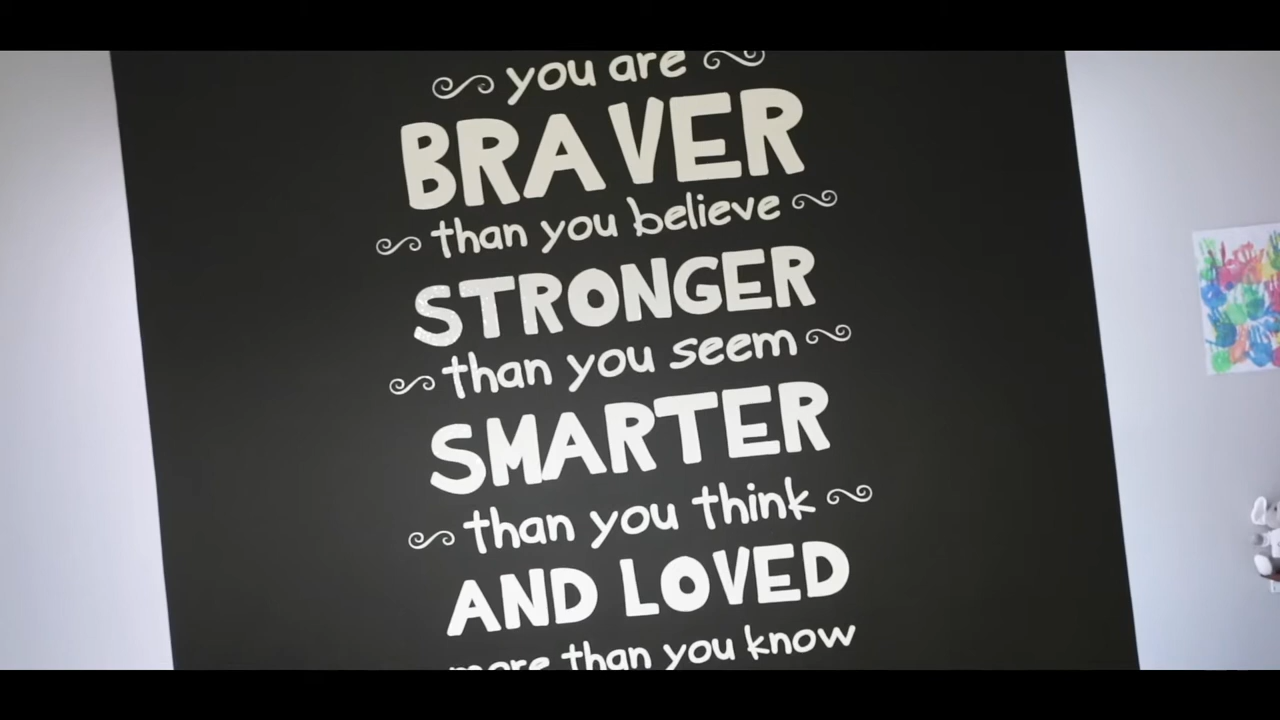 you are
BRAVER
than you believe
STRONGER
than you seem
SMARTER
than you think
AND LOVED
more than you know